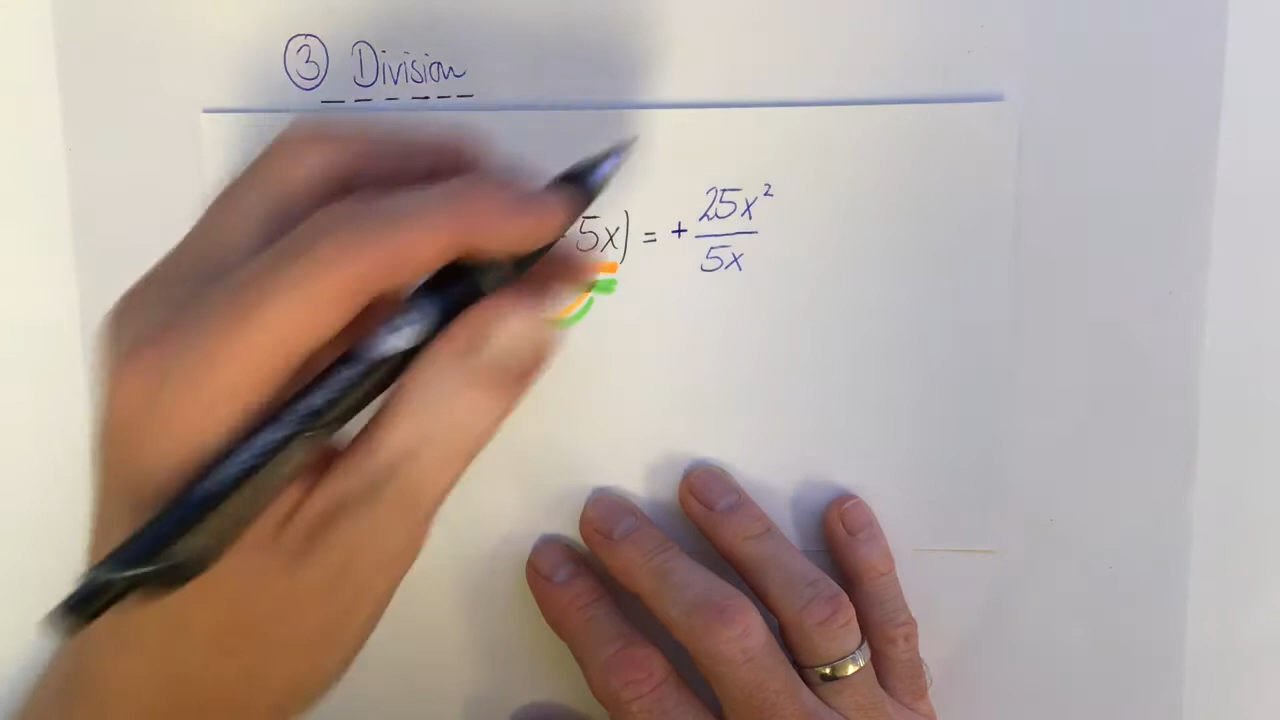 ③ Division
5x) = + 25x² / 5x